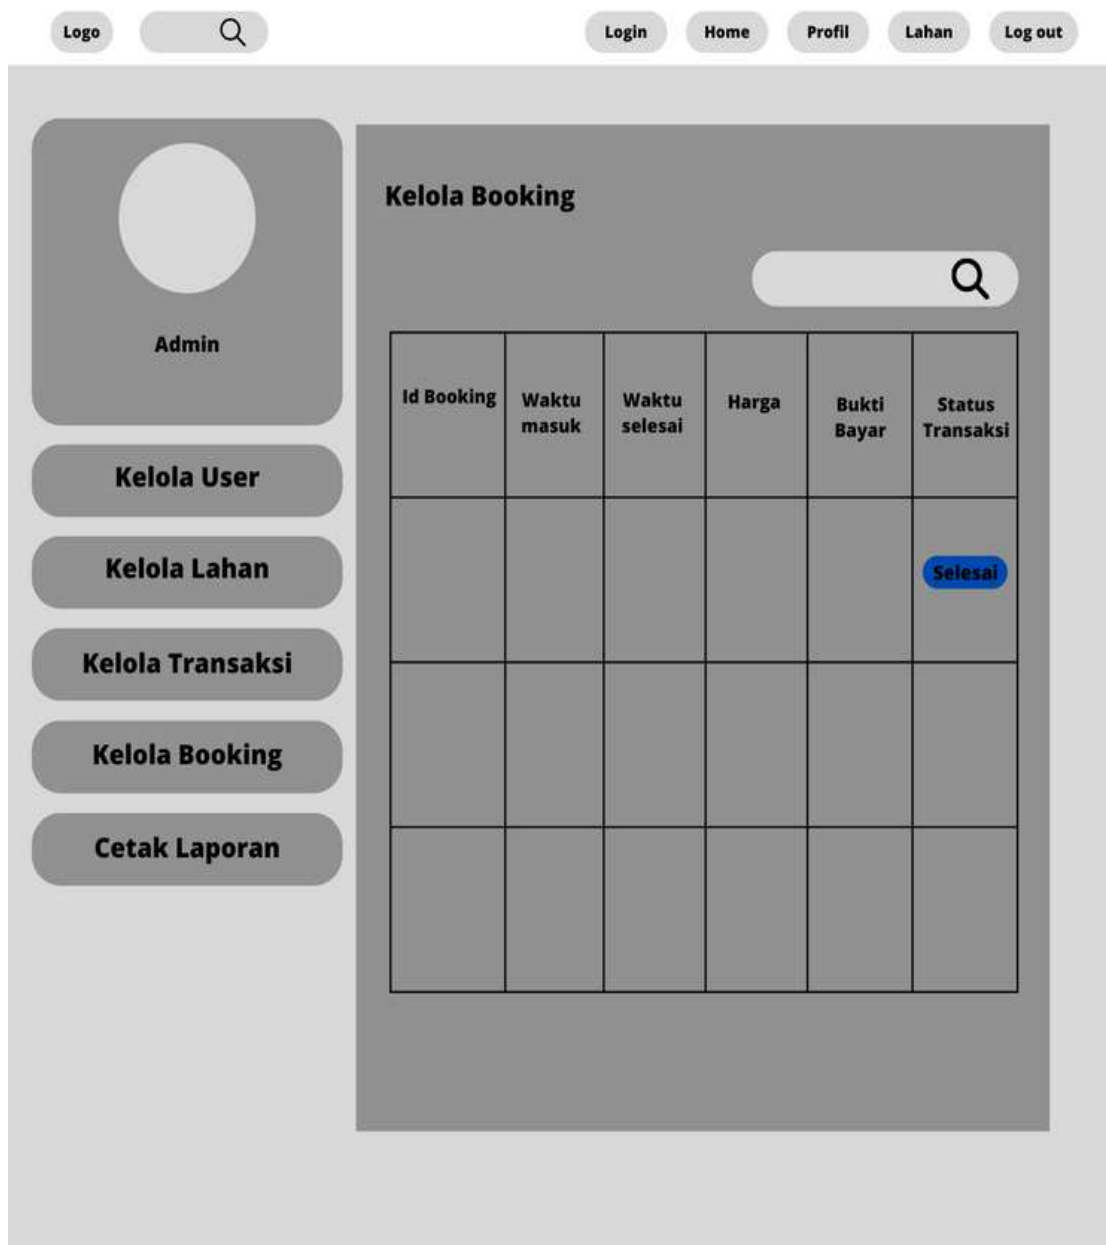 Logo
Login
Home
Profil
Lahan
Log out
Admin
Kelola User
Kelola Lahan
Kelola Transaksi
Kelola Booking
Cetak Laporan
Kelola Booking
Id Booking
Waktu
masuk
Waktu
selesai
Harga
Bukti
Bayar
Status
Transaksi
Selesai